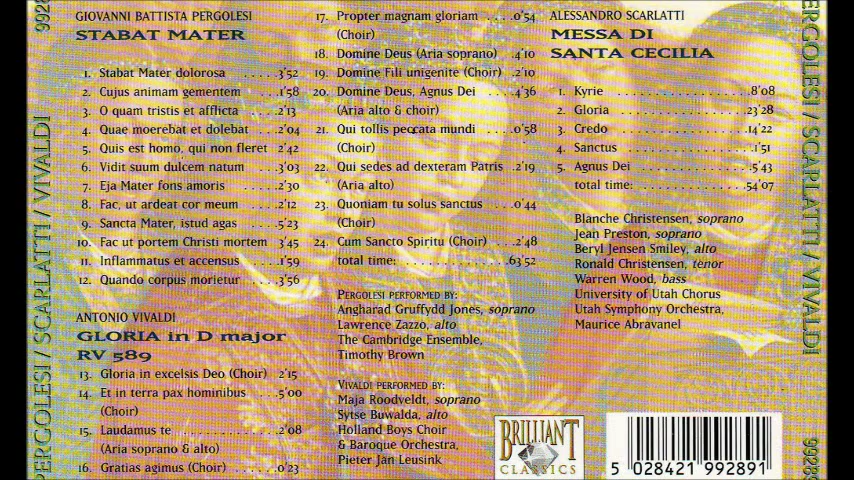 GIOVANNI BATTISTA PERGOLESI
STABAT MATER
1. Stabat Mater dolorosa .....3'52
2. Cujus animam gementem ....1'58
3. O quam tristis et afflicta .....2'13
4. Quae moerebat et dolebat ...2'04
5. Quis est homo, qui non fleret 2'42
6. Vidit suum dulcem natum ....3'03
7. Eja Mater fons amoris .......2'30
8. Fac, ut ardeat cor meum .....2'12
9. Sancta Mater, istud agas .....5'23
10. Fac ut portem Christi mortem 3'45
11. Inflammatus et accensus .....1'59
12. Quando corpus morietur .....3'56
ANTONIO VIVALDI
GLORIA in D major
RV 589
13. Gloria in excelsis Deo (Choir) 2'15
14. Et in terra pax hominibus ...5'00
(Choir)
15. Laudamus te ..............2'08
(Aria soprano & alto)
16. Gratias agimus (Choir) ......0'23
17. Propter magnam gloriam ...0'54
(Choir)
18. Domine Deus (Aria soprano) .4'10
19. Domine Fili unigenite (Choir) .2'10
20. Domine Deus, Agnus Dei ....4'36
(Aria alto & choir)
21. Qui tollis peccata mundi ....0'58
(Choir)
22. Qui sedes ad dexteram Patris .2'19
(Aria alto)
23. Quoniam tu solus sanctus ....0'44
(Choir)
24. Cum Sancto Spiritu (Choir) ...2'48
total time: .................63'52
PERGOLESI PERFORMED BY:
Angharad Gruffydd Jones, soprano
Lawrence Zazzo, alto
The Cambridge Ensemble,
Timothy Brown
VIVALDI PERFORMED BY:
Maja Roodveldt, soprano
Sytse Buwalda, alto
Holland Boys Choir
& Baroque Orchestra,
Pieter Jan Leusink
ALESSANDRO SCARLATTI
MESSA DI
SANTA CECILIA
1. Kyrie .................8'08
2. Gloria ................23'28
3. Credo ................14'22
4. Sanctus ...............1'51
5. Agnus Dei .............5'43
total time: ..............54'07
Blanche Christensen, soprano
Jean Preston, soprano
Beryl Jensen Smiley, alto
Ronald Christensen, tenor
Warren Wood, bass
University of Utah Chorus
Utah Symphony Orchestra,
Maurice Abravanel
BRILLIANT
CLASSICS
5 028421 992891
PERGOLESI / SCARLATTI / VIVALDI
PERGOLESI / SCARLATTI / VIVALDI